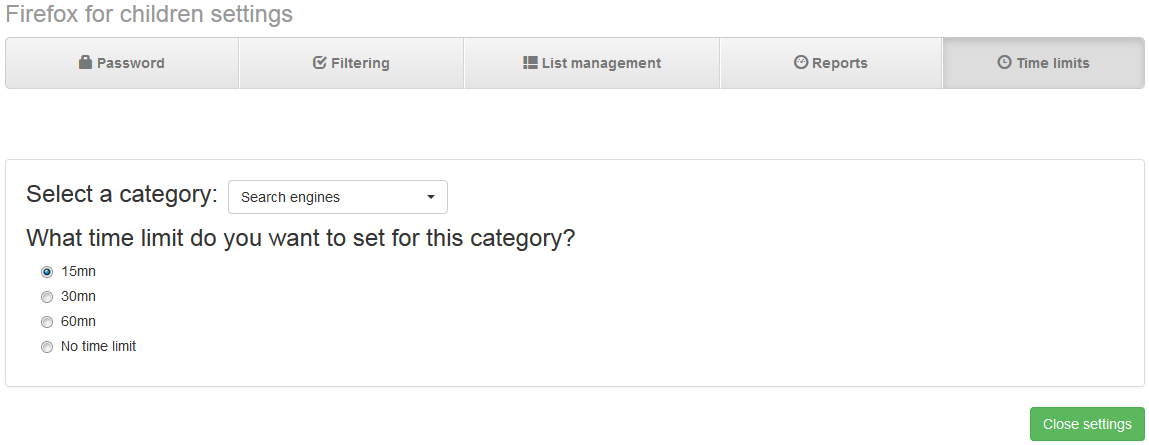 Firefox for children settings
Password Filtering List management Reports Time limits
Select a category: Search engines
What time limit do you want to set for this category?
15mn
30mn
60mn
No time limit
Close settings